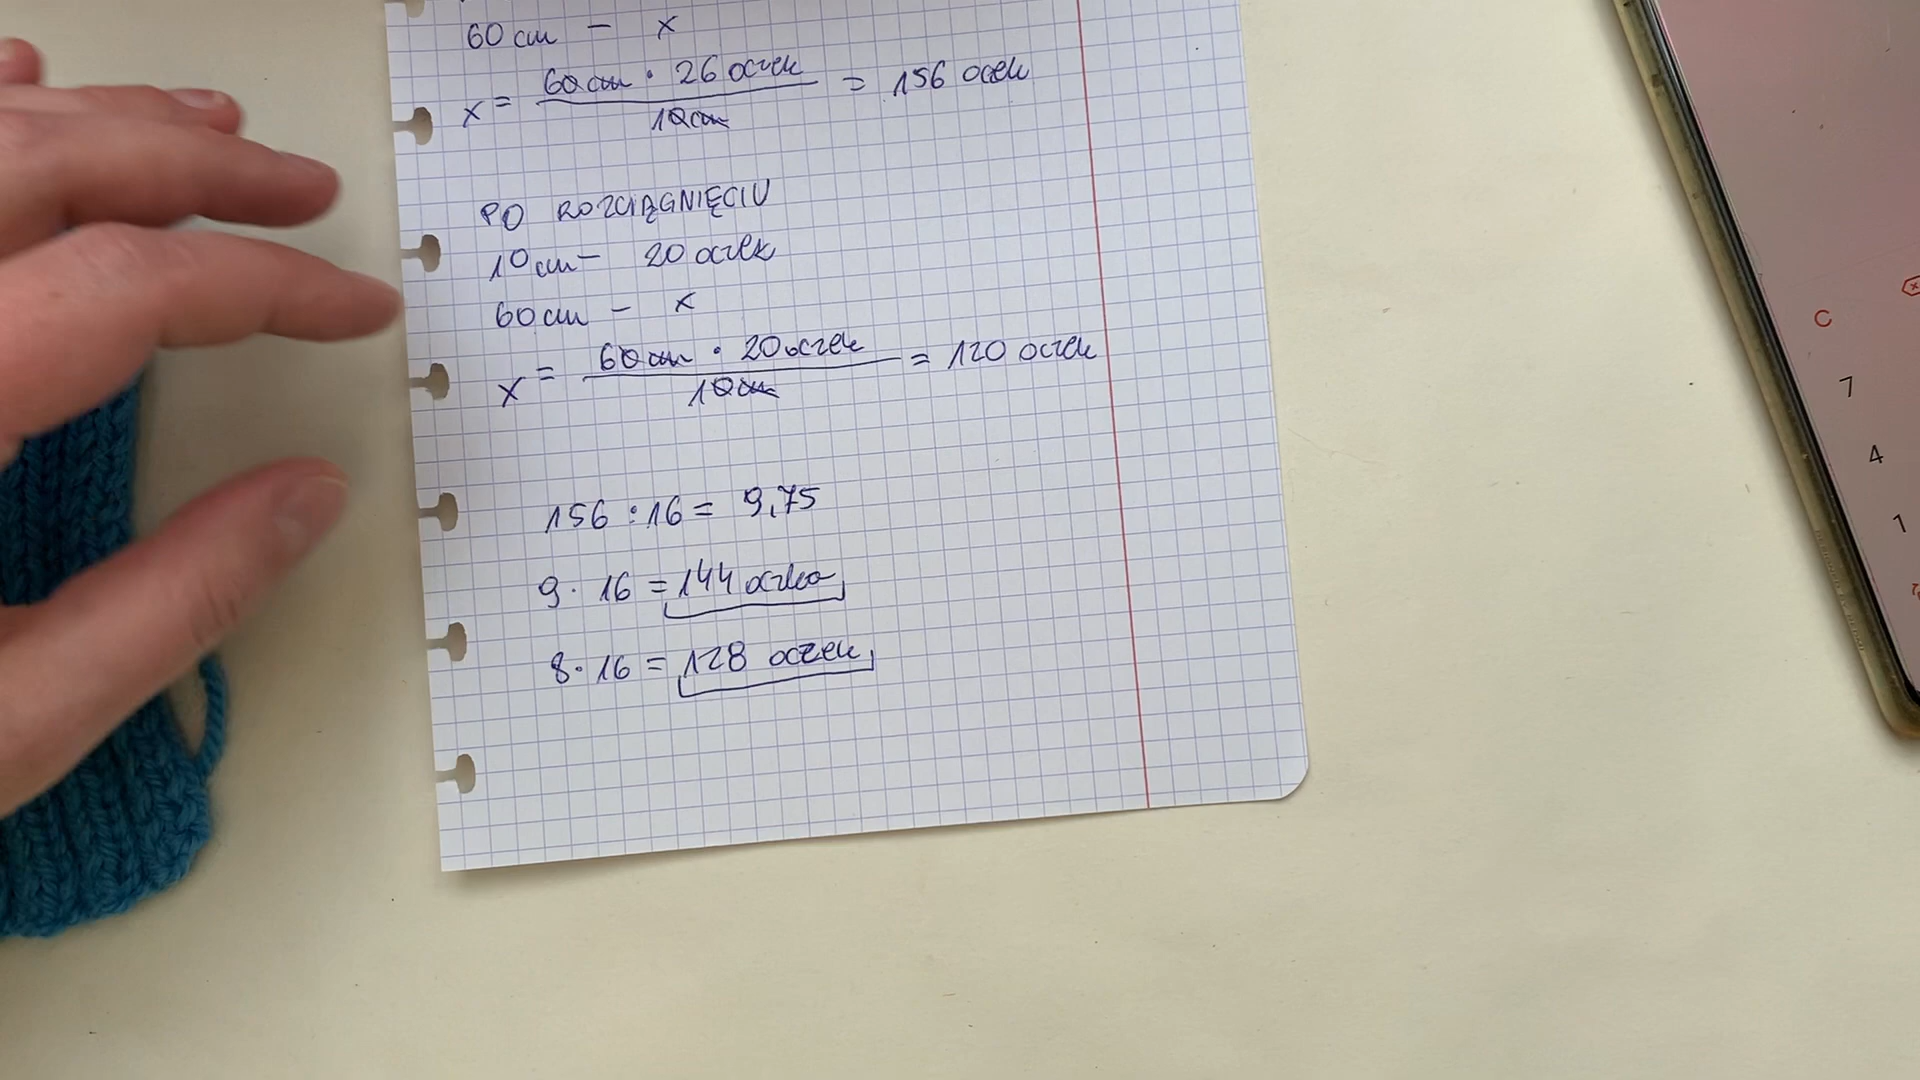 60 cm - x
x = 60 cm · 26 oczek / 10 cm = 156 oczek
PO ROZCIĄGNIĘCIU
10 cm - 20 oczek
60 cm - x
x = 60 cm · 20 oczek / 10 cm = 120 oczek
156 : 16 = 9,75
9 · 16 = 144 oczka
8 · 16 = 128 oczek
C
7
4
1